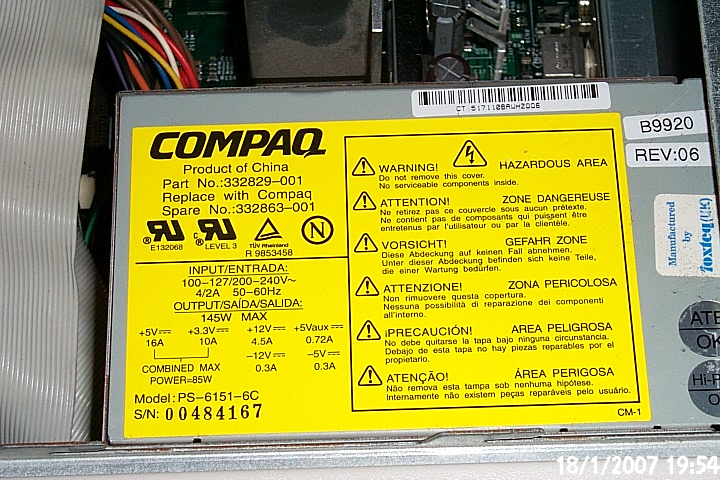 CT 5171108AWHZ006
B9920
REV:06
COMPAQ
Product of China
Part No.:332829-001
Replace with Compaq
Spare No.:332863-001
E132068
LEVEL 3
TÜV Rheinland
R 9853458
N
INPUT/ENTRADA:
100-127/200-240V~
4/2A 50-60Hz
OUTPUT/SAÍDA/SALIDA:
145W MAX
+5V +3.3V +12V +5Vaux
16A 10A 4.5A 0.72A
-12V -5V
0.3A 0.3A
COMBINED MAX
POWER=85W
Model:PS-6151-6C
S/N: 00484167
WARNING! HAZARDOUS AREA
Do not remove this cover.
No serviceable components inside.
ATTENTION! ZONE DANGEREUSE
Ne retirez pas ce couvercle sous aucun prétexte.
Ne contient pas de composants qui puissent être
entretenus par l'utilisateur ou par la clientèle.
VORSICHT! GEFAHR ZONE
Diese Abdeckung auf keinen Fall abnehmen.
Unter dieser Abdeckung befinden sich keine Teile,
die einer Wartung bedürfen.
ATTENZIONE! ZONA PERICOLOSA
Non rimuovere questa copertura.
Nessuna possibilità di reparazione dei componenti
all'interno.
¡PRECAUCIÓN! AREA PELIGROSA
No debe quitarse la tapa bajo ninguna circunstancia.
Debajo de esta tapa no hay piezas reparables por el
propietario.
ATENÇÃO! ÁREA PERIGOSA
Não remova esta tampa sob nenhuma hipótese.
Internamente não existem peças reparáveis pelo usuário.
CM-1
Manufactured
by
ATE
OK
Hi-P
18/1/2007 19:54